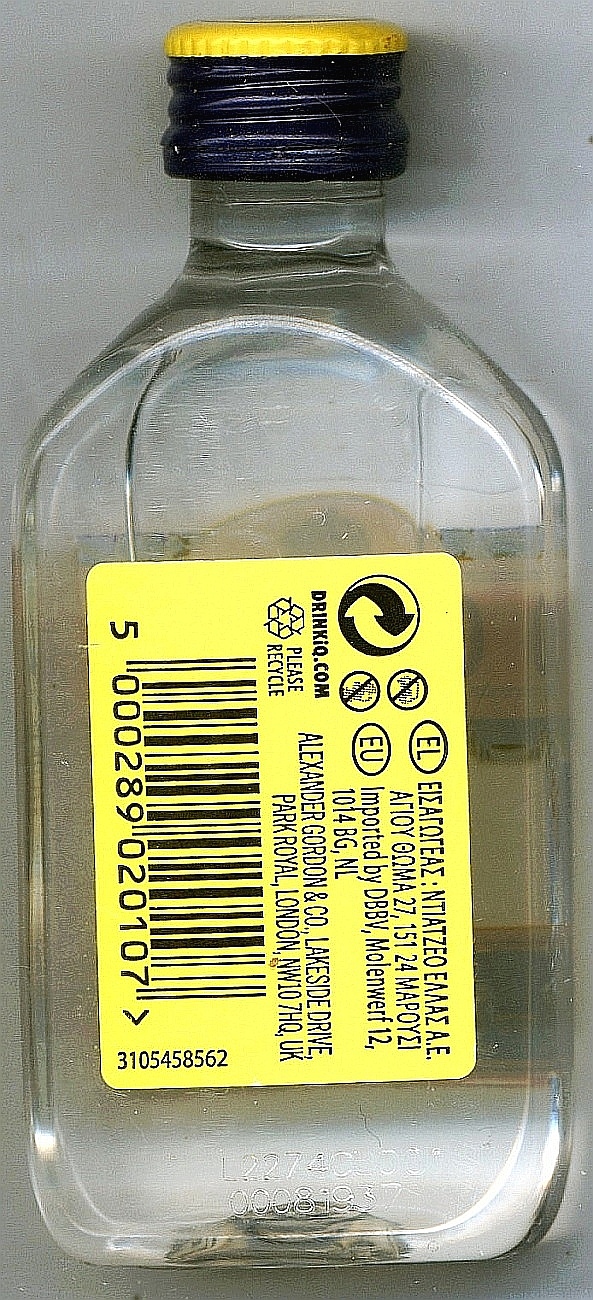 EL ΕΙΣΑΓΩΓΕΑΣ: ΝΤΙΑΤΖΕΟ ΕΛΛΑΣ Α.Ε.
ΑΓΙΟΥ ΘΩΜΑ 27, 151 24 ΜΑΡΟΥΣΙ
EU Imported by DBBV, Molenwerf 12,
1014 BG, NL
DRINKiQ.COM
ALEXANDER GORDON & CO., LAKESIDE DRIVE,
PARK ROYAL, LONDON, NW10 7HQ, UK
PLEASE
RECYCLE
5 000289 020107 >
3105458562
00081937